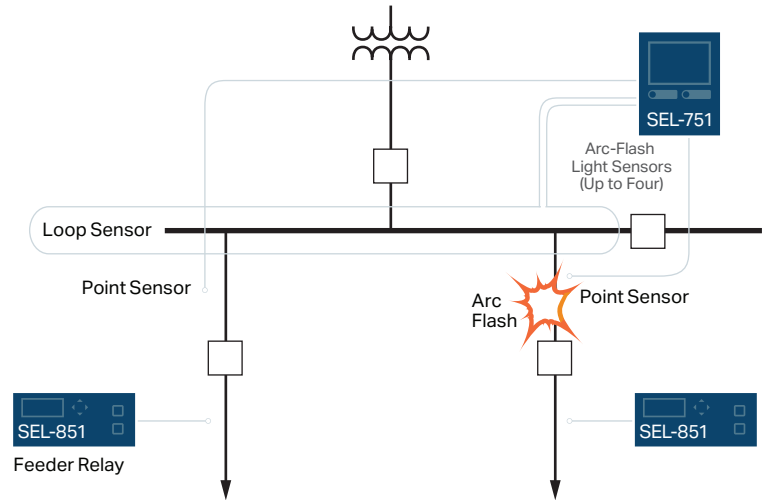 SEL-751
Arc-Flash
Light Sensors
(Up to Four)
Loop Sensor
Point Sensor
Arc
Flash
Point Sensor
SEL-851
Feeder Relay
SEL-851